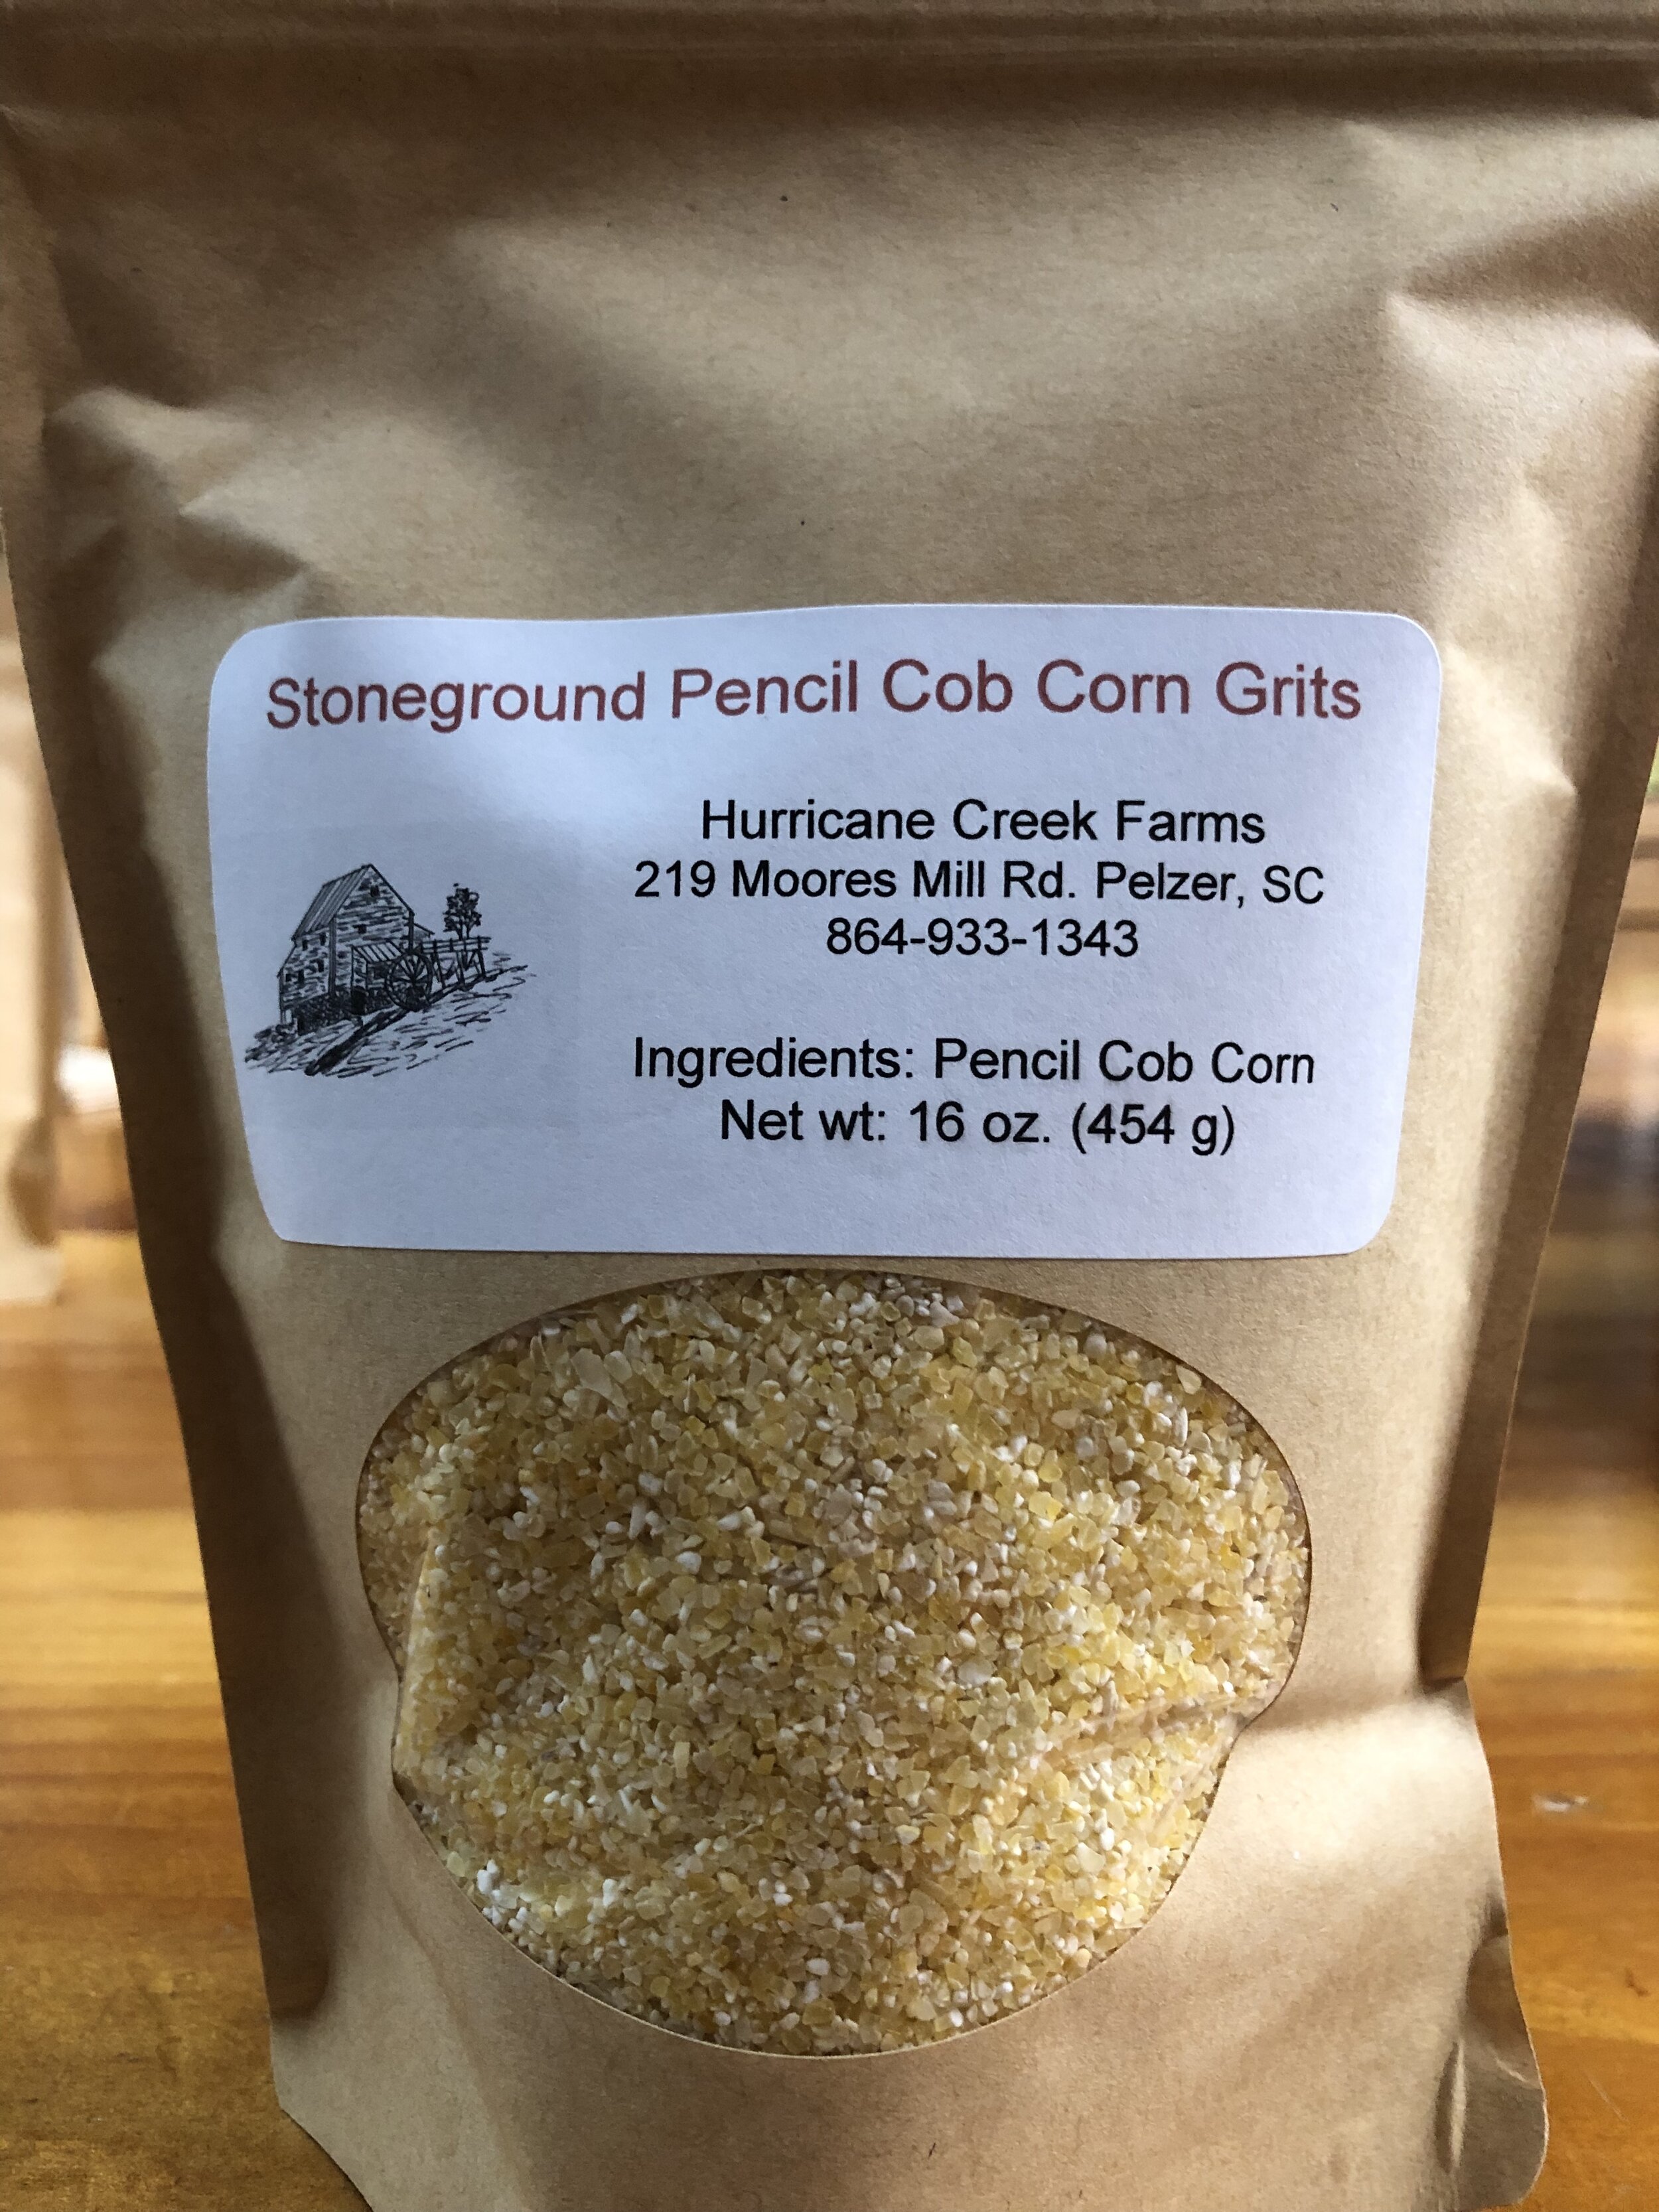 Stoneground Pencil Cob Corn Grits
Hurricane Creek Farms
219 Moores Mill Rd. Pelzer, SC
864-933-1343
Ingredients: Pencil Cob Corn
Net wt: 16 oz. (454 g)